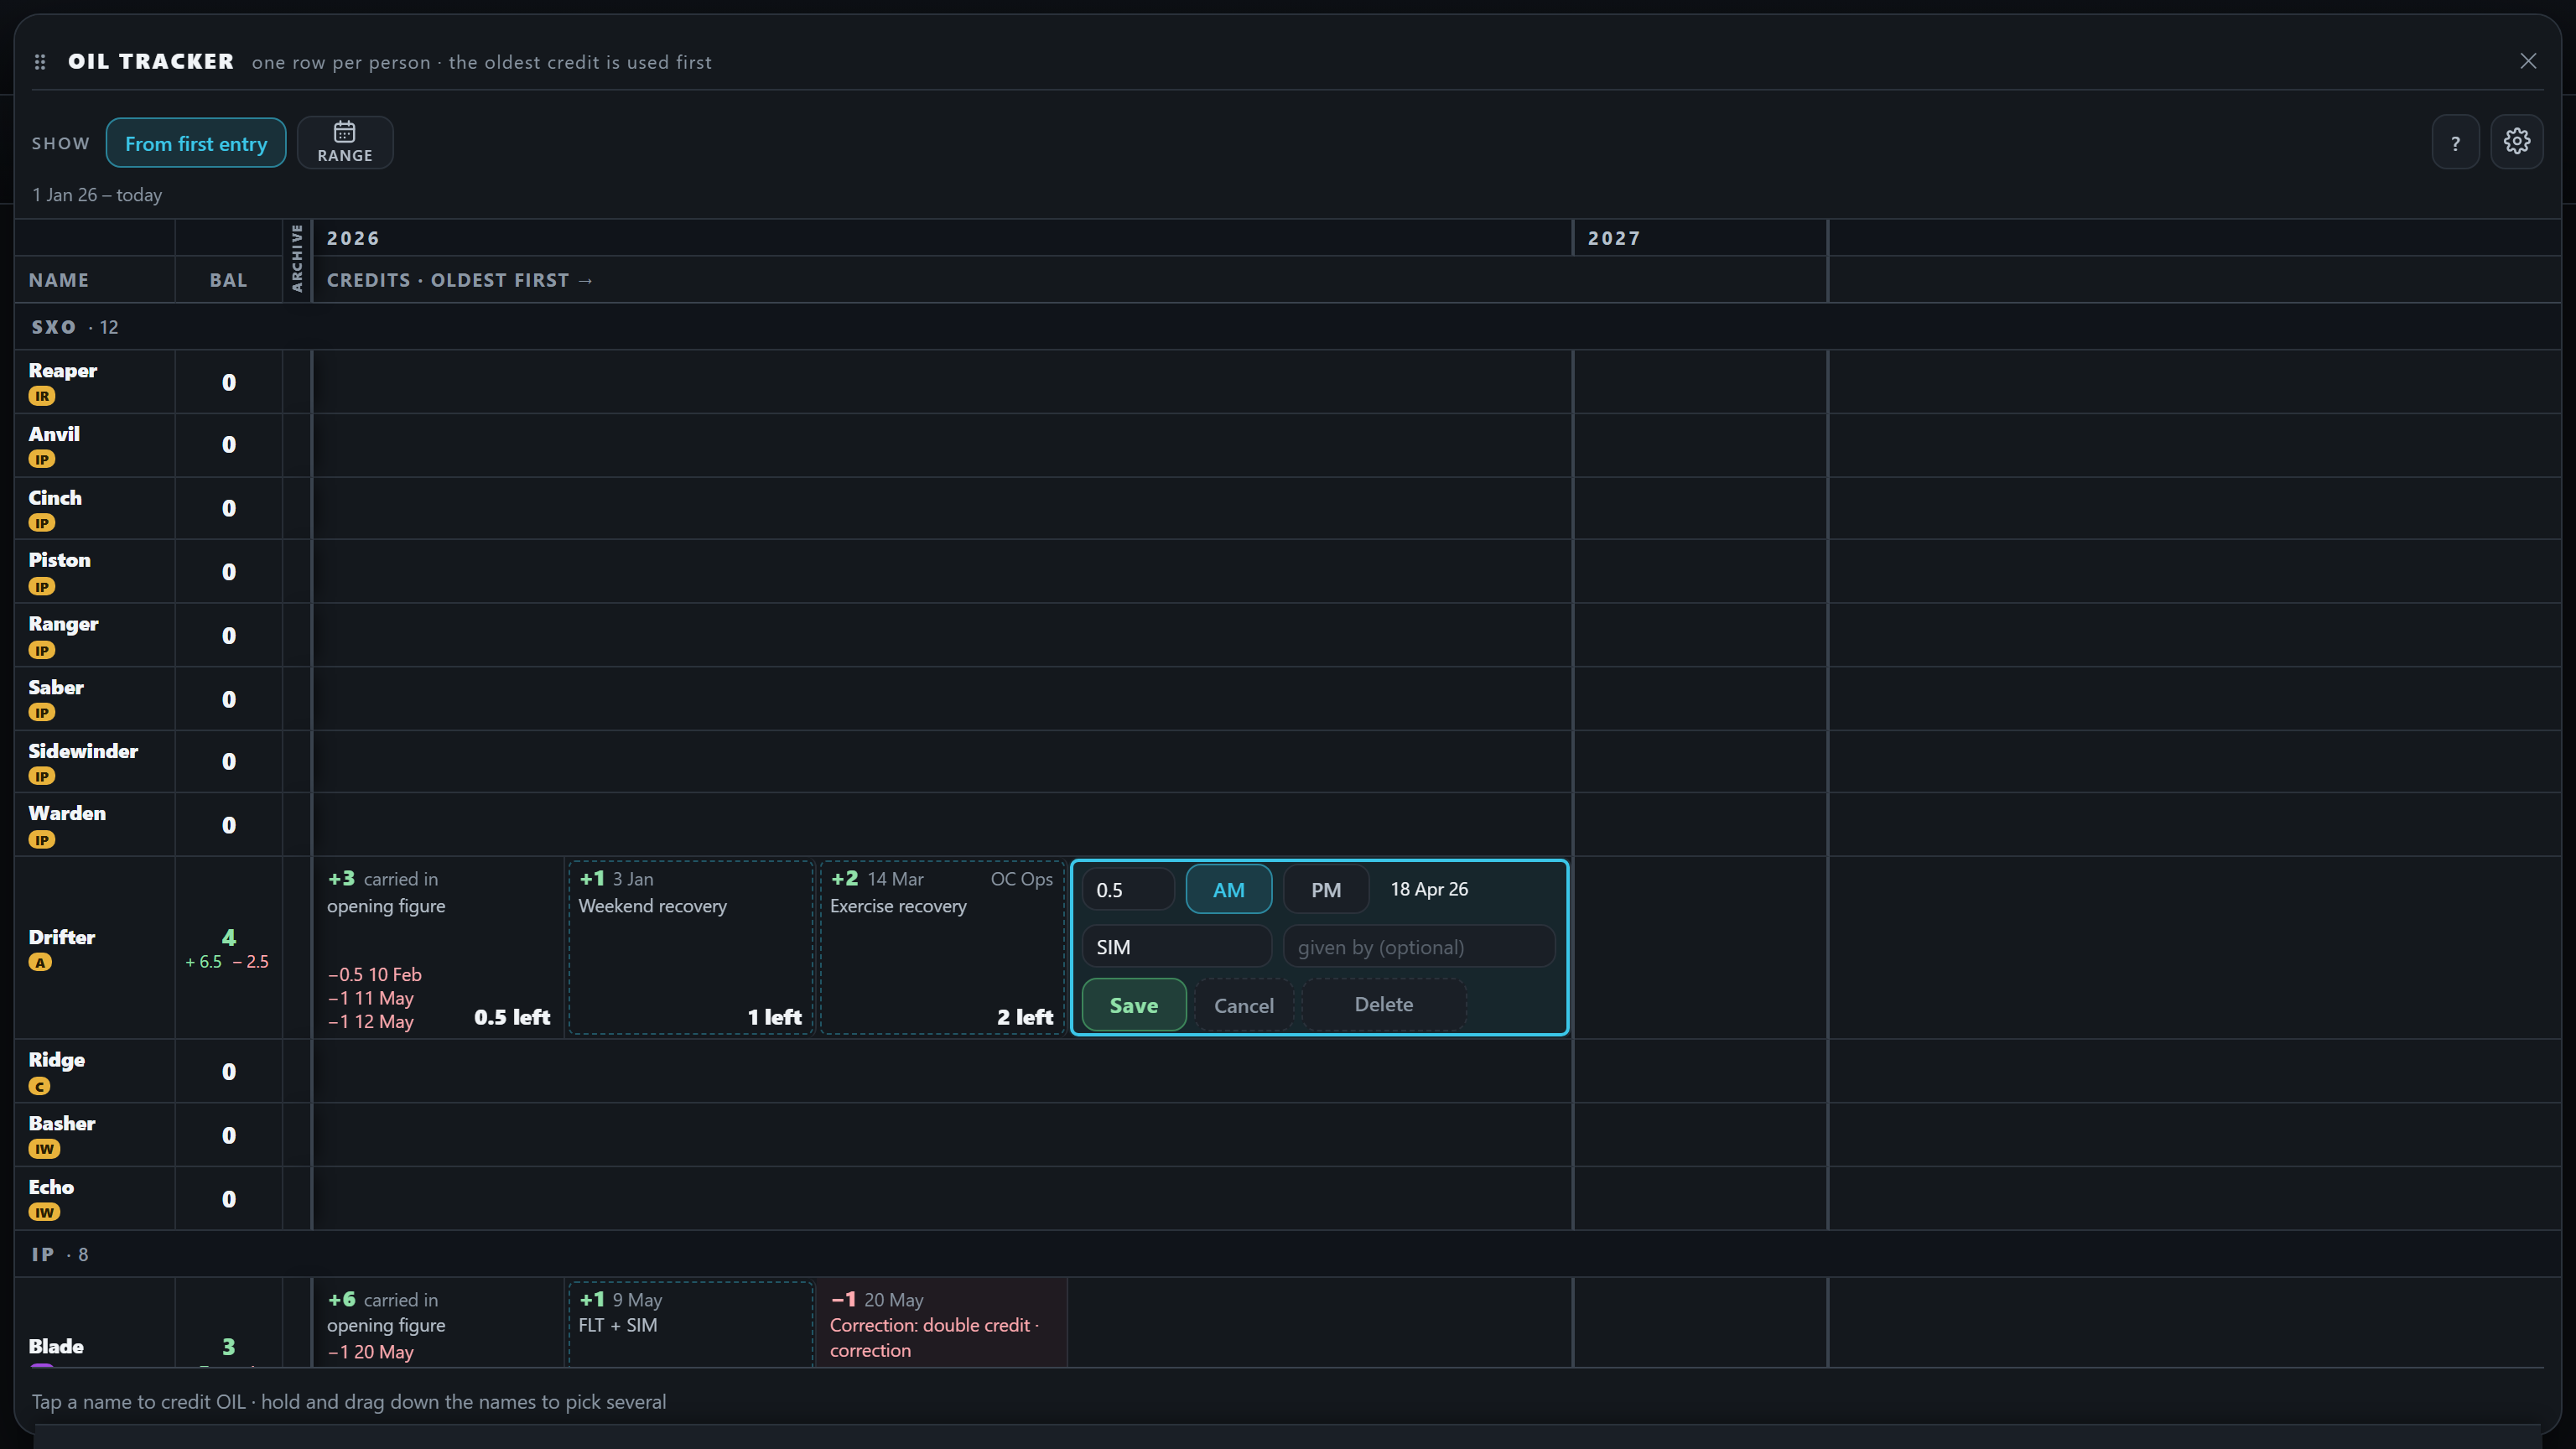 OIL TRACKER one row per person · the oldest credit is used first
SHOW From first entry RANGE ?
1 Jan 26 – today
ARCHIVE 2026 2027
NAME BAL CREDITS · OLDEST FIRST →
SXO · 12
Reaper
IR 0
Anvil
IP 0
Cinch
IP 0
Piston
IP 0
Ranger
IP 0
Saber
IP 0
Sidewinder
IP 0
Warden
IP 0
Drifter
A
4
+ 6.5 − 2.5
+3 carried in
opening figure
−0.5 10 Feb
−1 11 May
−1 12 May
0.5 left
+1 3 Jan
Weekend recovery
1 left
+2 14 Mar OC Ops
Exercise recovery
2 left
0.5 AM PM 18 Apr 26
SIM given by (optional)
Save Cancel Delete
Ridge
C 0
Basher
IW 0
Echo
IW 0
IP · 8
Blade
3
+6 carried in
opening figure
−1 20 May
+1 9 May
FLT + SIM
−1 20 May
Correction: double credit ·
correction
Tap a name to credit OIL · hold and drag down the names to pick several